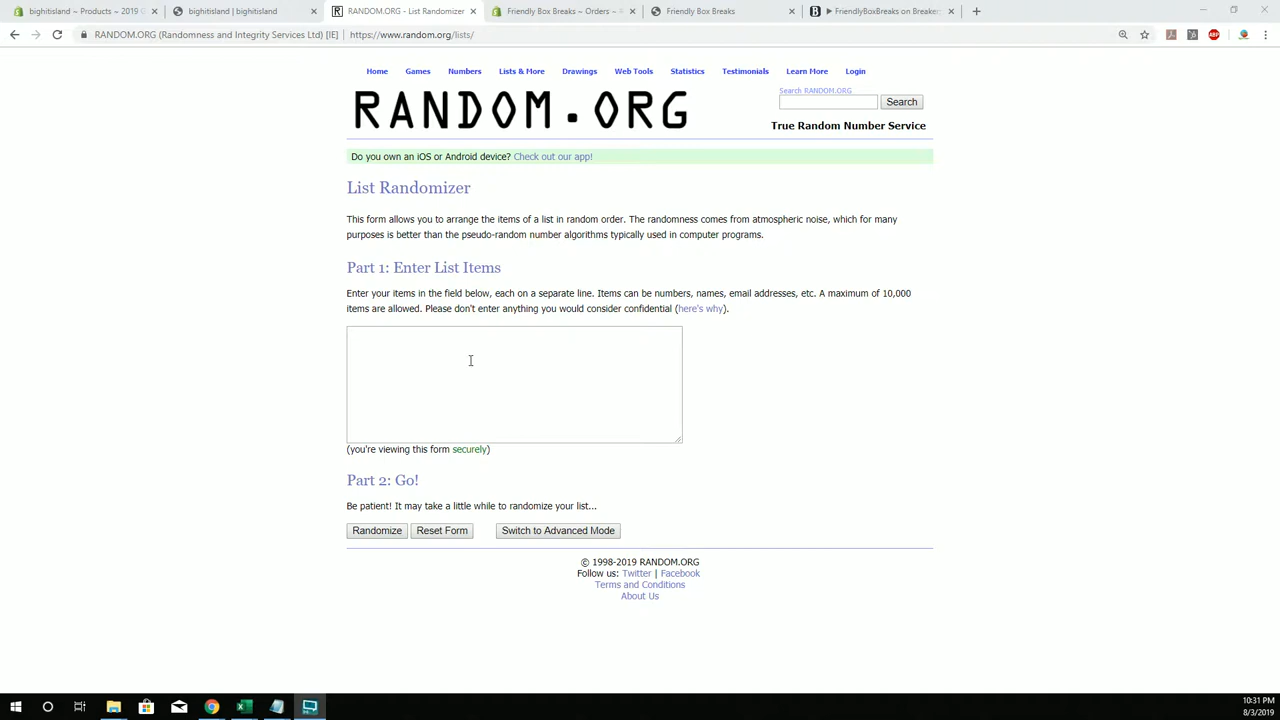 bighitisland ~ Products ~ 2019 G
bighitisland | bighitisland
RANDOM.ORG - List Randomizer
Friendly Box Breaks ~ Orders ~ S
Friendly Box Breaks
FriendlyBoxBreaks on Breaker
RANDOM.ORG (Randomness and Integrity Services Ltd) [IE] | https://www.random.org/lists/
Home Games Numbers Lists & More Drawings Web Tools Statistics Testimonials Learn More Login
RANDOM.ORG
Search RANDOM.ORG
Search
True Random Number Service
Do you own an iOS or Android device? Check out our app!
List Randomizer
This form allows you to arrange the items of a list in random order. The randomness comes from atmospheric noise, which for many
purposes is better than the pseudo-random number algorithms typically used in computer programs.
Part 1: Enter List Items
Enter your items in the field below, each on a separate line. Items can be numbers, names, email addresses, etc. A maximum of 10,000
items are allowed. Please don't enter anything you would consider confidential (here's why).
(you're viewing this form securely)
Part 2: Go!
Be patient! It may take a little while to randomize your list...
Randomize Reset Form Switch to Advanced Mode
© 1998-2019 RANDOM.ORG
Follow us: Twitter | Facebook
Terms and Conditions
About Us
10:31 PM
8/3/2019